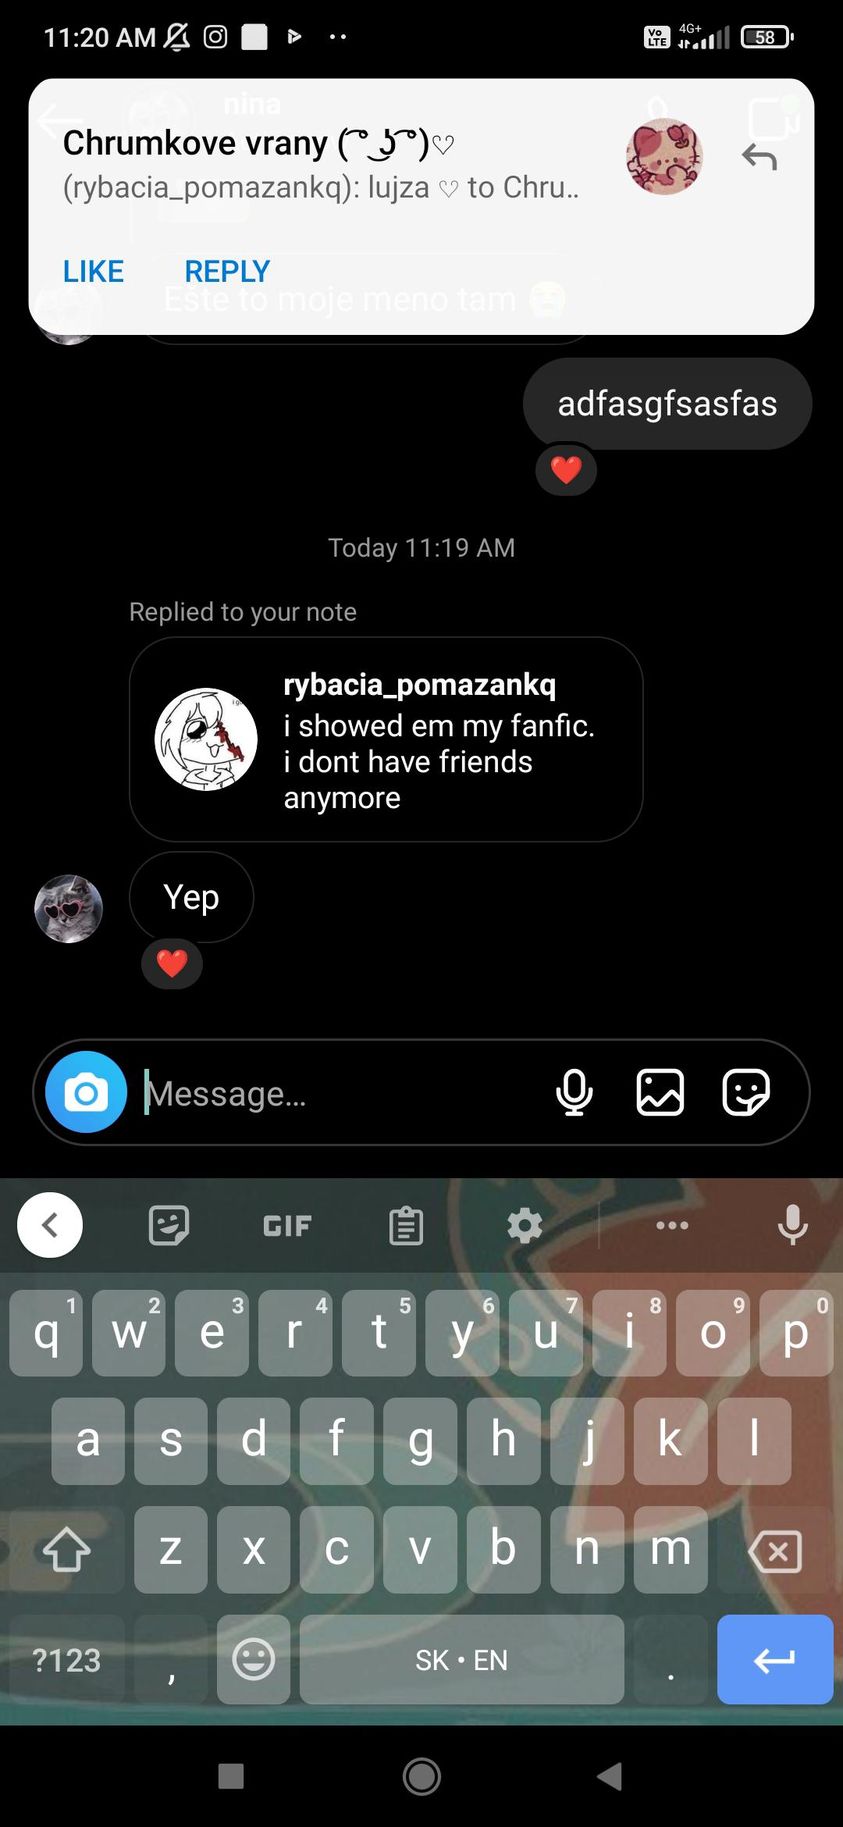 11:20 AM
Vo LTE 4G+ 58
nina
Chrumkove vrany ( ͡° ͜ʖ ͡°)♡
(rybacia_pomazankq): lujza ♡ to Chru..
LIKE REPLY
Ešte to moje meno tam 😭
adfasgfsasfas
❤️
Today 11:19 AM
Replied to your note
rybacia_pomazankq
i showed em my fanfic.
i dont have friends
anymore
Yep
❤️
Message...
GIF
1 2 3 4 5 6 7 8 9 0
q w e r t y u i o p
a s d f g h j k l
z x c v b n m
?123 , SK • EN .